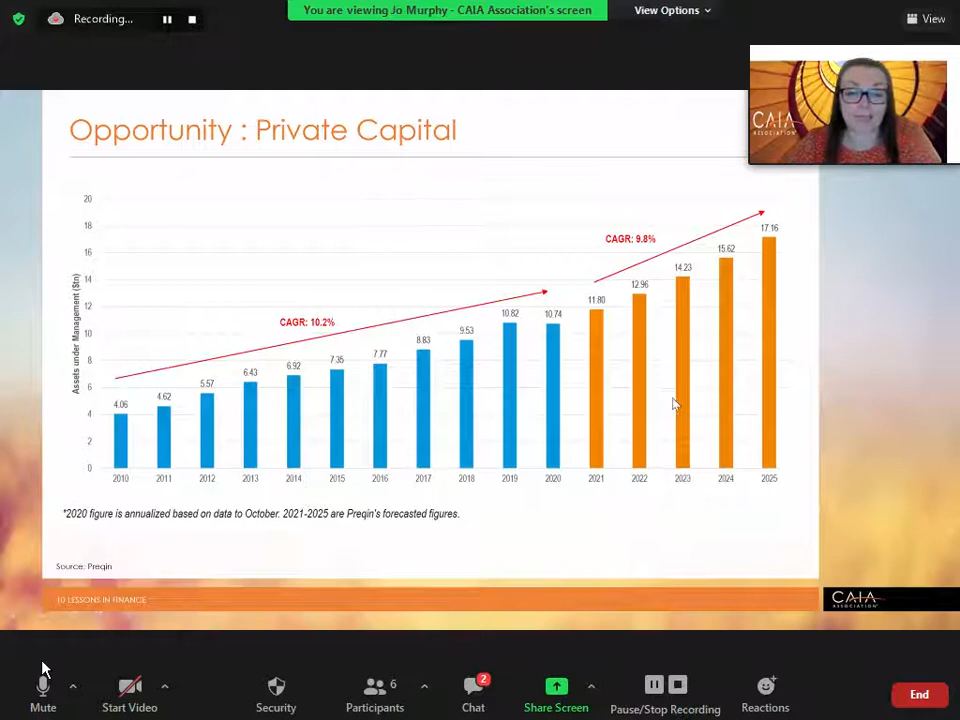 Recording...
You are viewing Jo Murphy - CAIA Association's screen
View Options
View
CAIA
ASSOCIATION
Opportunity : Private Capital
Assets under Management ($tn)
20
18
16
14
12
10
8
6
4
2
0
CAGR: 10.2%
CAGR: 9.8%
4.06
4.62
5.57
6.43
6.92
7.35
7.77
8.83
9.53
10.82
10.74
11.80
12.96
14.23
15.62
17.16
2010
2011
2012
2013
2014
2015
2016
2017
2018
2019
2020
2021
2022
2023
2024
2025
*2020 figure is annualized based on data to October. 2021-2025 are Preqin's forecasted figures.
Source: Preqin
10 LESSONS IN FINANCE
CAIA
ASSOCIATION
Mute
Start Video
Security
6
Participants
2
Chat
Share Screen
Pause/Stop Recording
Reactions
End